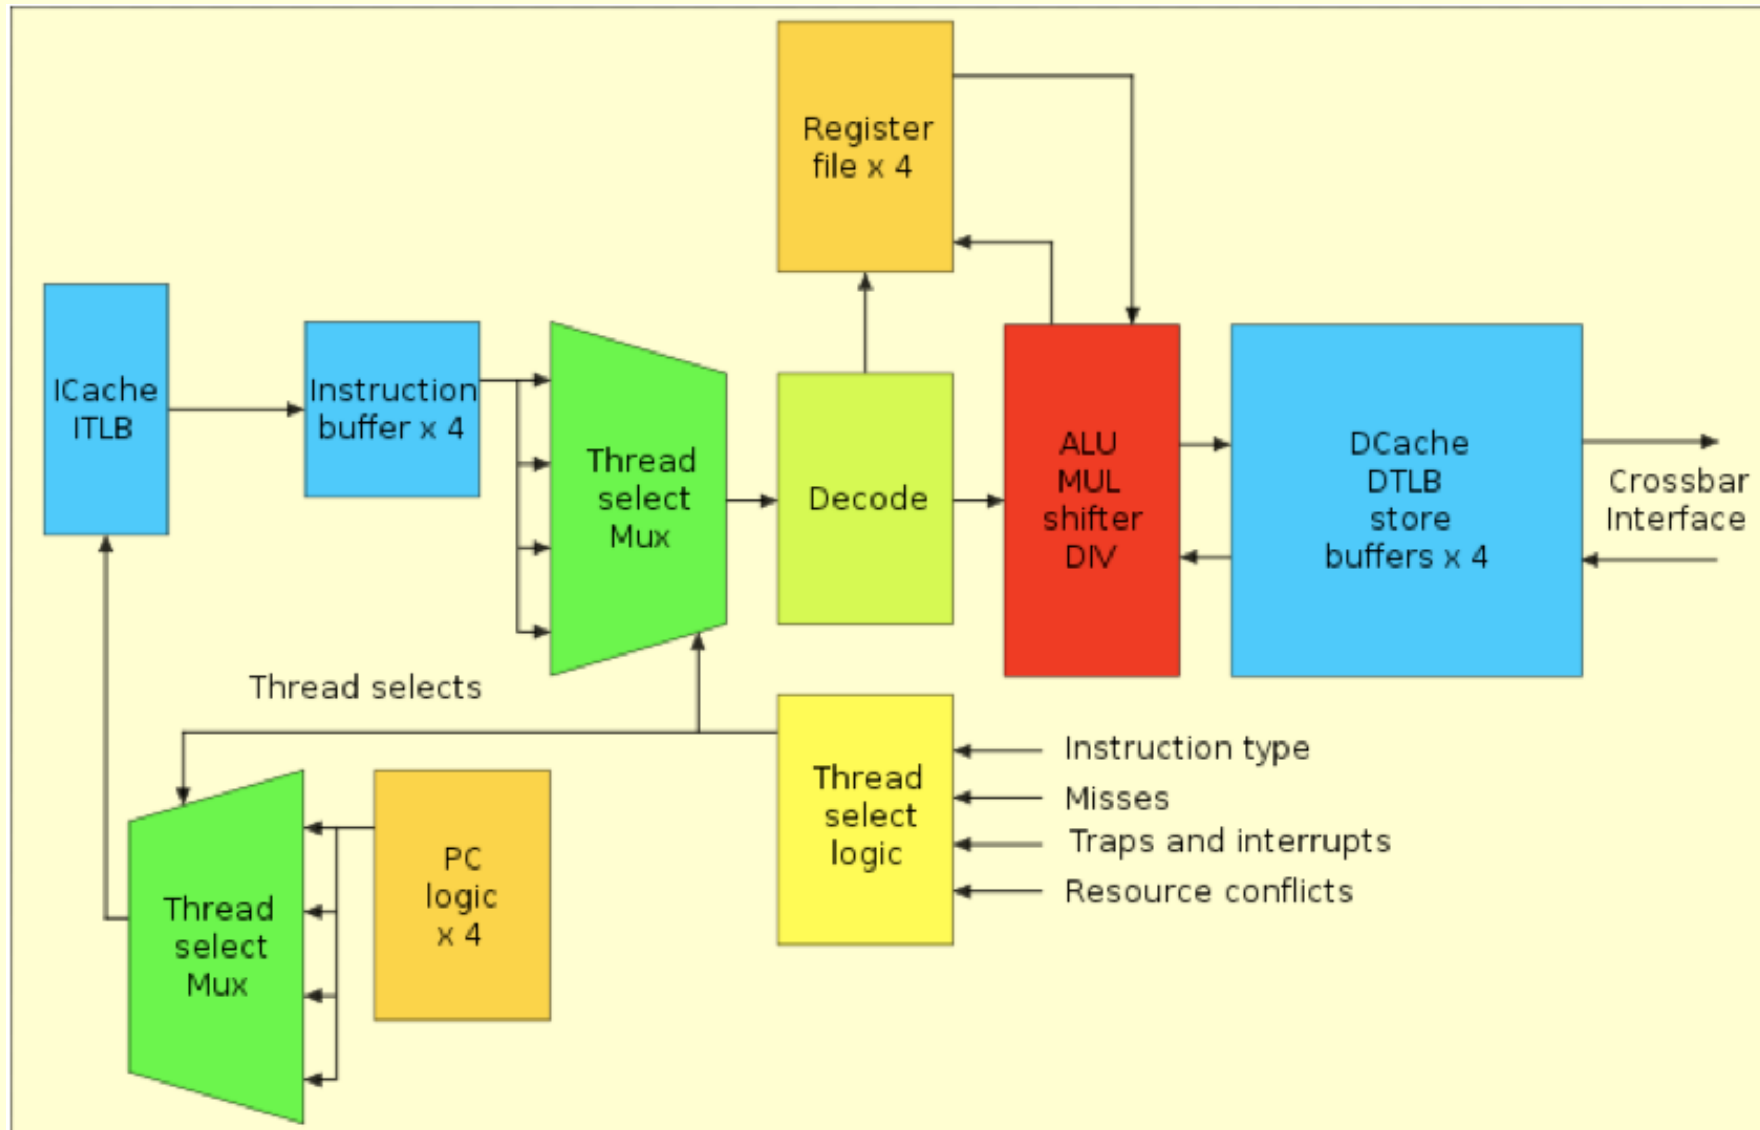 Register
file x 4
ICache
ITLB
Instruction
buffer x 4
Thread
select
Mux
Decode
ALU
MUL
shifter
DIV
DCache
DTLB
store
buffers x 4
Crossbar
Interface
Thread selects
Thread
select
logic
Instruction type
Misses
Traps and interrupts
Resource conflicts
Thread
select
Mux
PC
logic
x 4